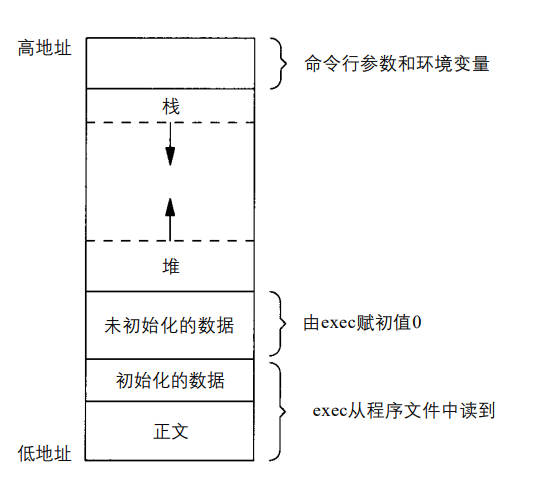 高地址
命令行参数和环境变量
栈
堆
未初始化的数据
由exec赋初值0
初始化的数据
exec从程序文件中读到
正文
低地址